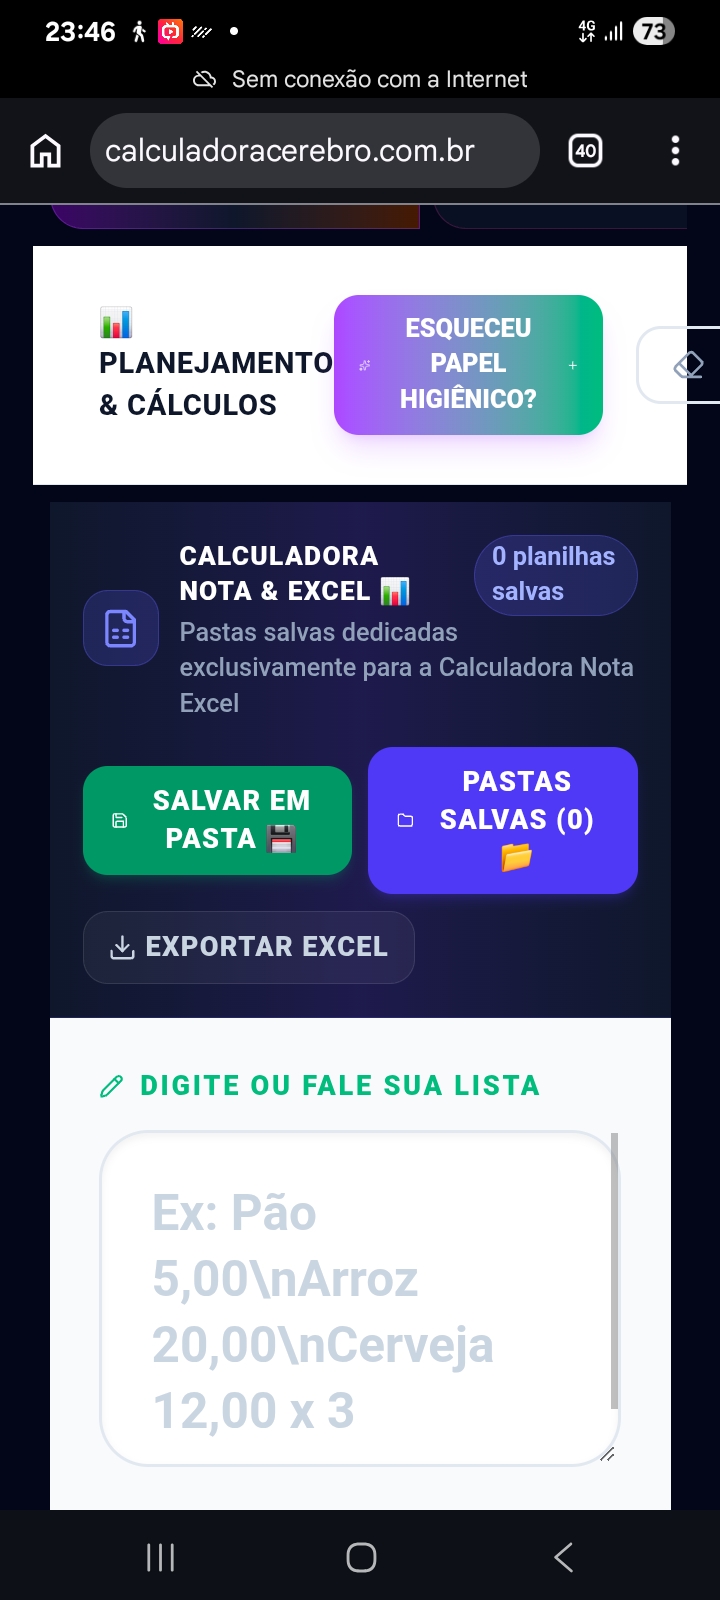 23:46
4G
73
Sem conexão com a Internet
calculadoracerebro.com.br
40
PLANEJAMENTO
& CÁLCULOS
ESQUECEU
PAPEL
HIGIÊNICO?
+
CALCULADORA
NOTA & EXCEL
0 planilhas
salvas
Pastas salvas dedicadas
exclusivamente para a Calculadora Nota
Excel
SALVAR EM
PASTA
PASTAS
SALVAS (0)
EXPORTAR EXCEL
DIGITE OU FALE SUA LISTA
Ex: Pão
5,00\nArroz
20,00\nCerveja
12,00 x 3